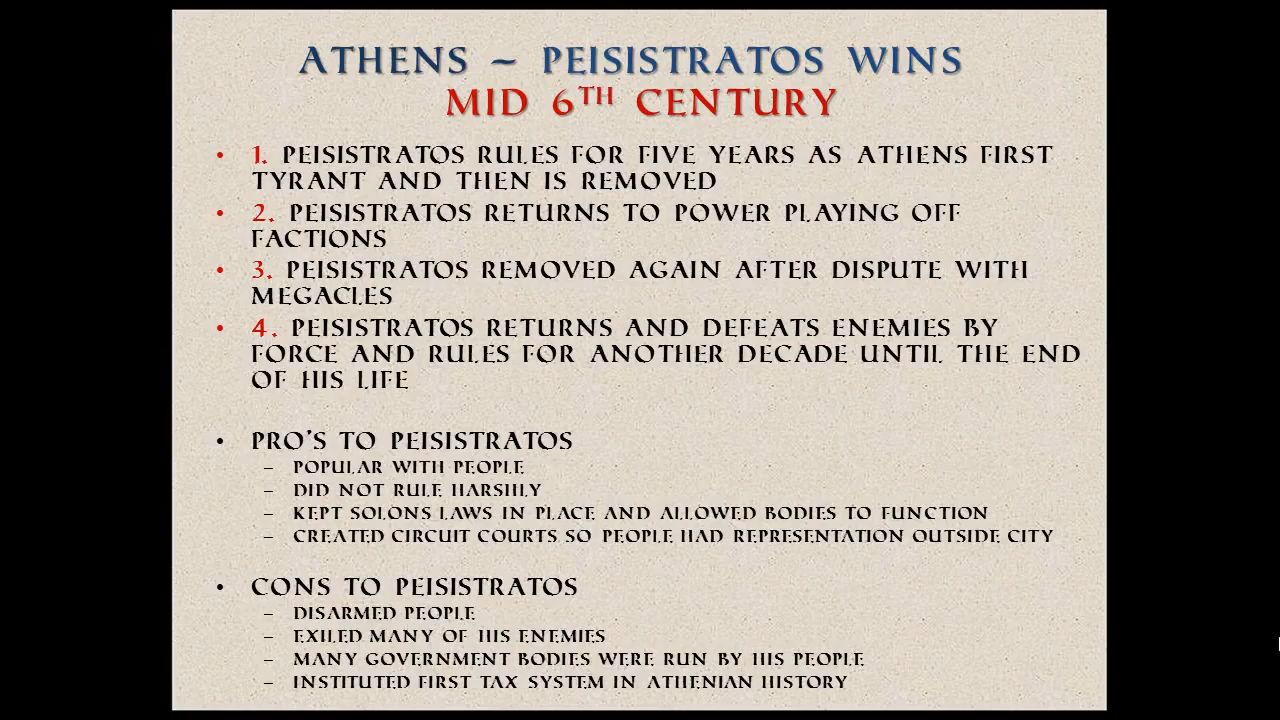 ATHENS ~ PEISISTRATOS WINS
MID 6TH CENTURY
• 1. PEISISTRATOS RULES FOR FIVE YEARS AS ATHENS FIRST
TYRANT AND THEN IS REMOVED
• 2. PEISISTRATOS RETURNS TO POWER PLAYING OFF
FACTIONS
• 3. PEISISTRATOS REMOVED AGAIN AFTER DISPUTE WITH
MEGACLES
• 4. PEISISTRATOS RETURNS AND DEFEATS ENEMIES BY
FORCE AND RULES FOR ANOTHER DECADE UNTIL THE END
OF HIS LIFE
• PRO'S TO PEISISTRATOS
– POPULAR WITH PEOPLE
– DID NOT RULE HARSHLY
– KEPT SOLONS LAWS IN PLACE AND ALLOWED BODIES TO FUNCTION
– CREATED CIRCUIT COURTS SO PEOPLE HAD REPRESENTATION OUTSIDE CITY
• CONS TO PEISISTRATOS
– DISARMED PEOPLE
– EXILED MANY OF HIS ENEMIES
– MANY GOVERNMENT BODIES WERE RUN BY HIS PEOPLE
– INSTITUTED FIRST TAX SYSTEM IN ATHENIAN HISTORY